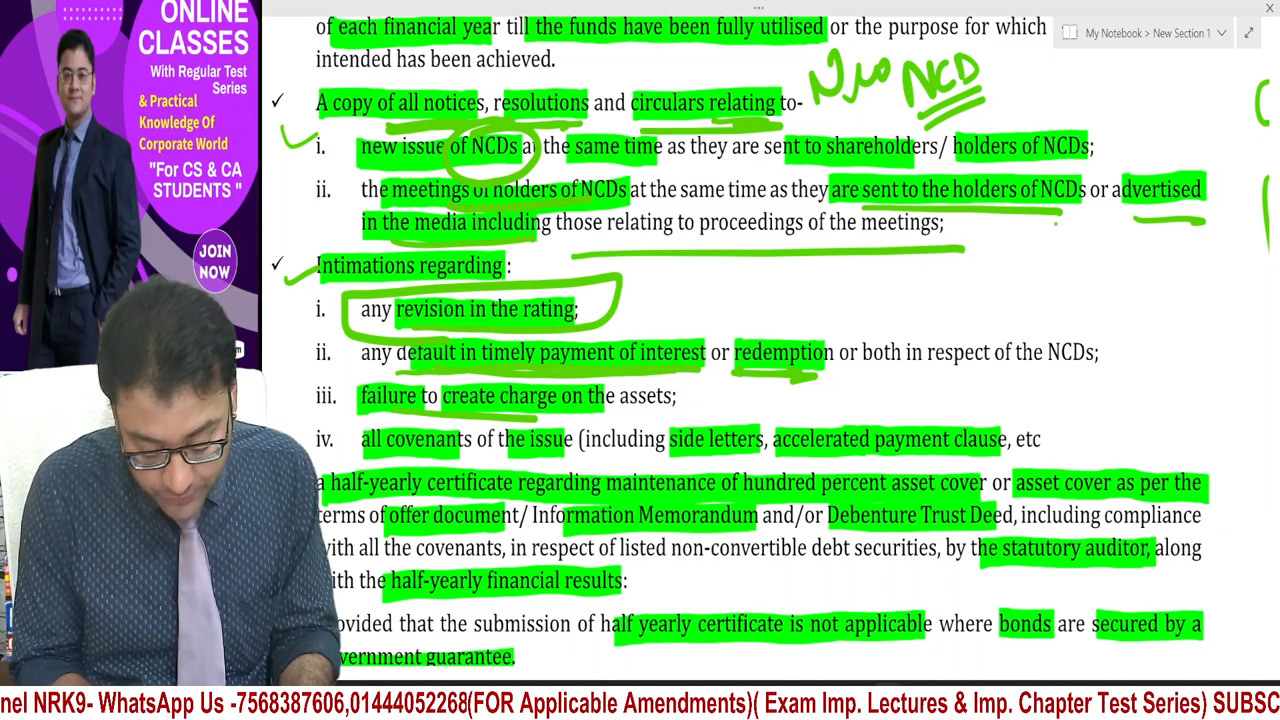 ONLINE
CLASSES
With Regular Test
Series
& Practical
Knowledge Of
Corporate World
"For CS & CA
STUDENTS "
JOIN
NOW
My Notebook > New Section 1
of each financial year till the funds have been fully utilised or the purpose for which
intended has been achieved.
NCD
✓ A copy of all notices, resolutions and circulars relating to-
i. new issue of NCDs at the same time as they are sent to shareholders/ holders of NCDs;
ii. the meetings of holders of NCDs at the same time as they are sent to the holders of NCDs or advertised
in the media including those relating to proceedings of the meetings;
✓ Intimations regarding :
i. any revision in the rating;
ii. any default in timely payment of interest or redemption or both in respect of the NCDs;
iii. failure to create charge on the assets;
iv. all covenants of the issue (including side letters, accelerated payment clause, etc
a half-yearly certificate regarding maintenance of hundred percent asset cover or asset cover as per the
terms of offer document/ Information Memorandum and/or Debenture Trust Deed, including compliance
with all the covenants, in respect of listed non-convertible debt securities, by the statutory auditor, along
with the half-yearly financial results:
ovided that the submission of half yearly certificate is not applicable where bonds are secured by a
vernment guarantee.
nel NRK9- WhatsApp Us -7568387606,01444052268(FOR Applicable Amendments)( Exam Imp. Lectures & Imp. Chapter Test Series) SUBSC